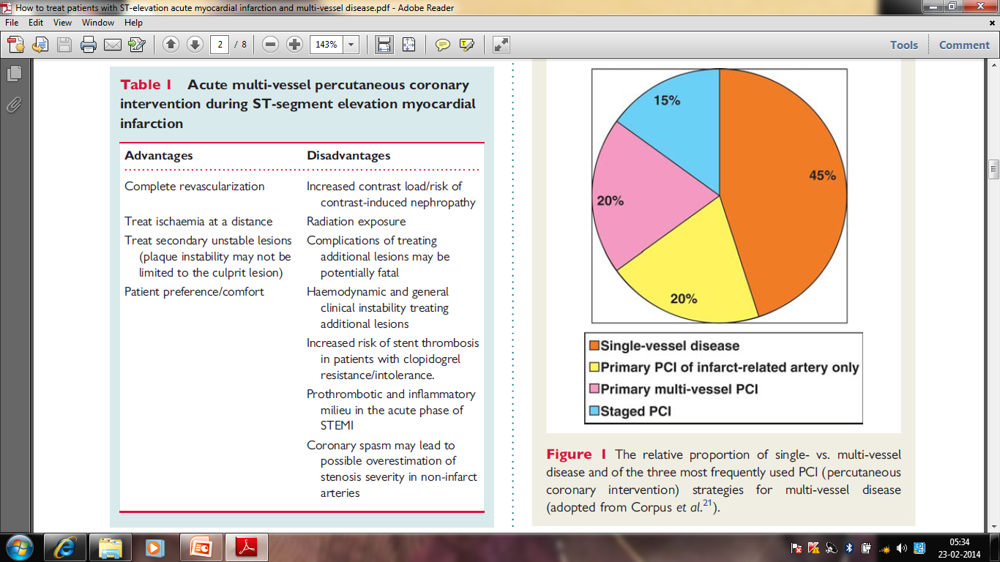 How to treat patients with ST-elevation acute myocardial infarction and multi-vessel disease.pdf - Adobe Reader
File Edit View Window Help
2 / 8 143% Tools Comment
Table 1 Acute multi-vessel percutaneous coronary
intervention during ST-segment elevation myocardial
infarction
Advantages
Complete revascularization
Treat ischaemia at a distance
Treat secondary unstable lesions
(plaque instability may not be
limited to the culprit lesion)
Patient preference/comfort
Disadvantages
Increased contrast load/risk of
contrast-induced nephropathy
Radiation exposure
Complications of treating
additional lesions may be
potentially fatal
Haemodynamic and general
clinical instability treating
additional lesions
Increased risk of stent thrombosis
in patients with clopidogrel
resistance/intolerance.
Prothrombotic and inflammatory
milieu in the acute phase of
STEMI
Coronary spasm may lead to
possible overestimation of
stenosis severity in non-infarct
arteries
15%
45%
20%
20%
Single-vessel disease
Primary PCI of infarct-related artery only
Primary multi-vessel PCI
Staged PCI
Figure 1 The relative proportion of single- vs. multi-vessel
disease and of the three most frequently used PCI (percutaneous
coronary intervention) strategies for multi-vessel disease
(adopted from Corpus et al.21).
05:34
23-02-2014